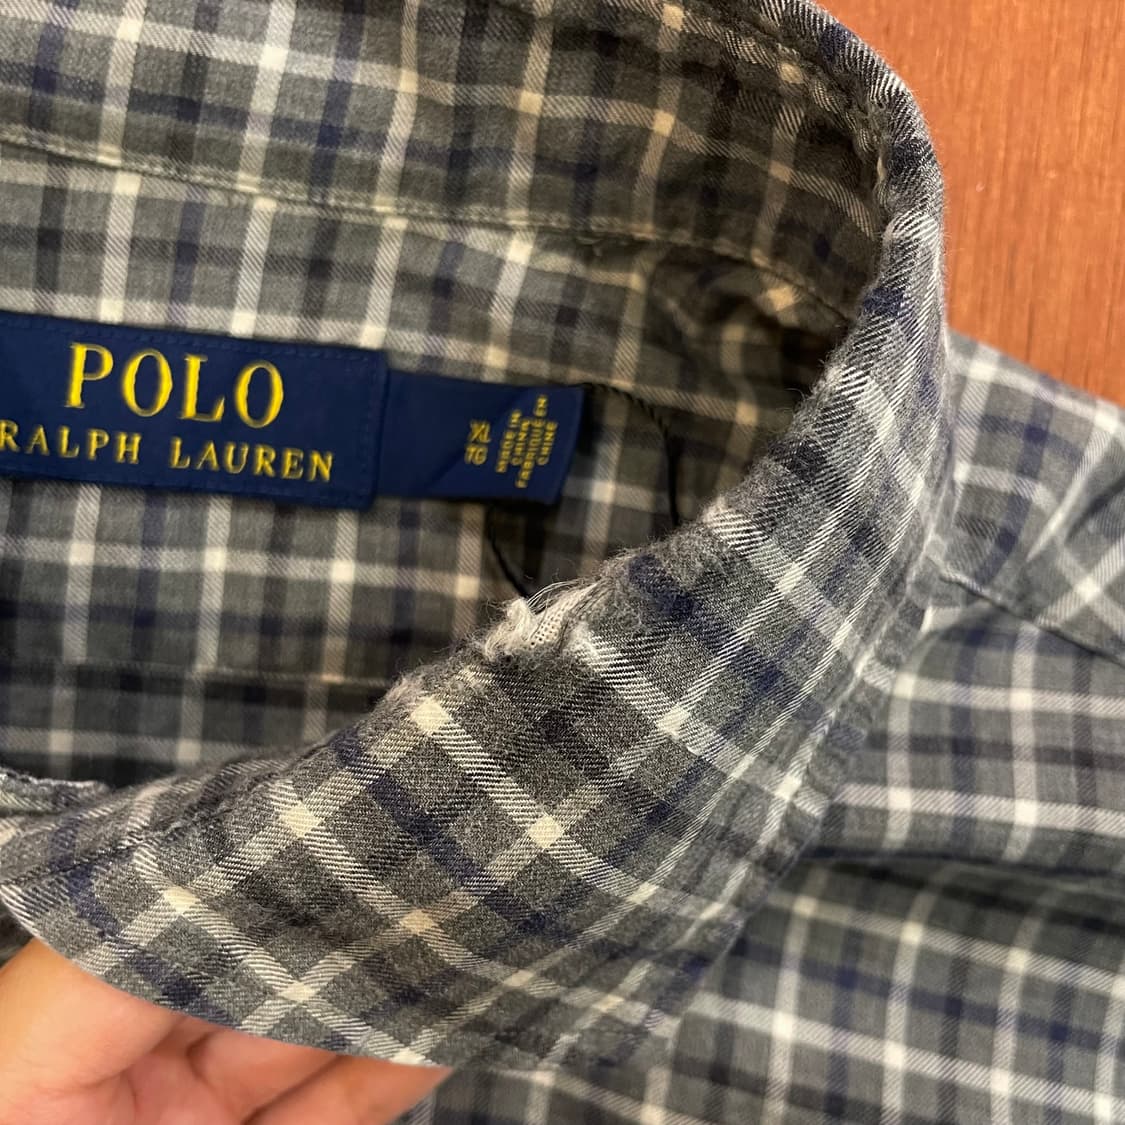 POLO
RALPH LAUREN
XL
TG
MADE IN
CHINA
FABRIQUÉ EN
CHINE